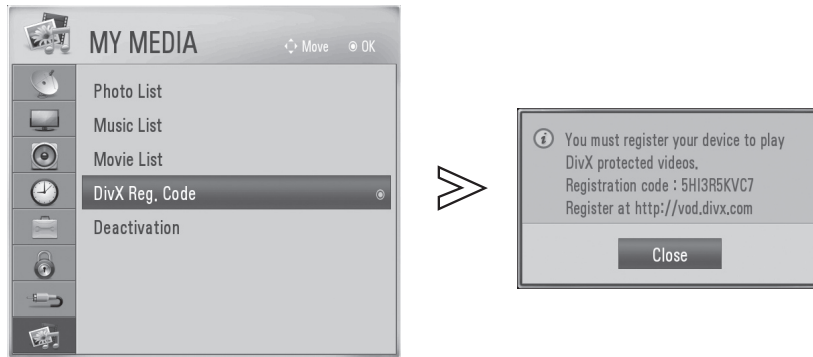 MY MEDIA
Move OK
Photo List
Music List
Movie List
DivX Reg. Code
Deactivation
You must register your device to play
DivX protected videos.
Registration code : 5HI3R5KVC7
Register at http://vod.divx.com
Close